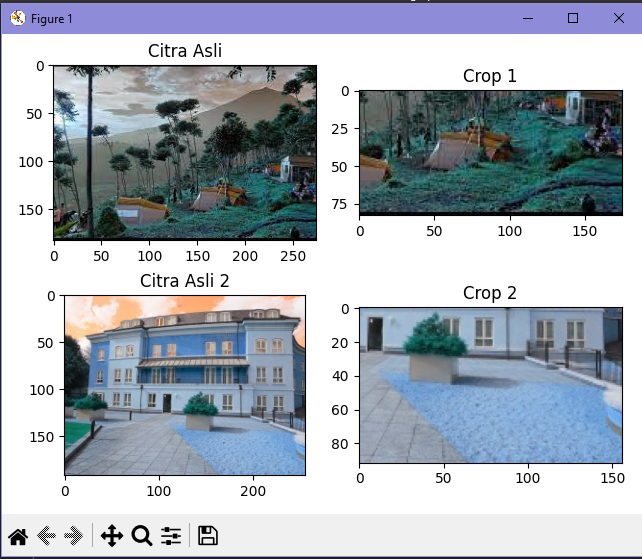 Figure 1
Citra Asli
0
50
100
150
0 50 100 150 200 250
Crop 1
0
25
50
75
0 50 100 150
Citra Asli 2
0
50
100
150
0 100 200
Crop 2
0
20
40
60
80
0 50 100 150